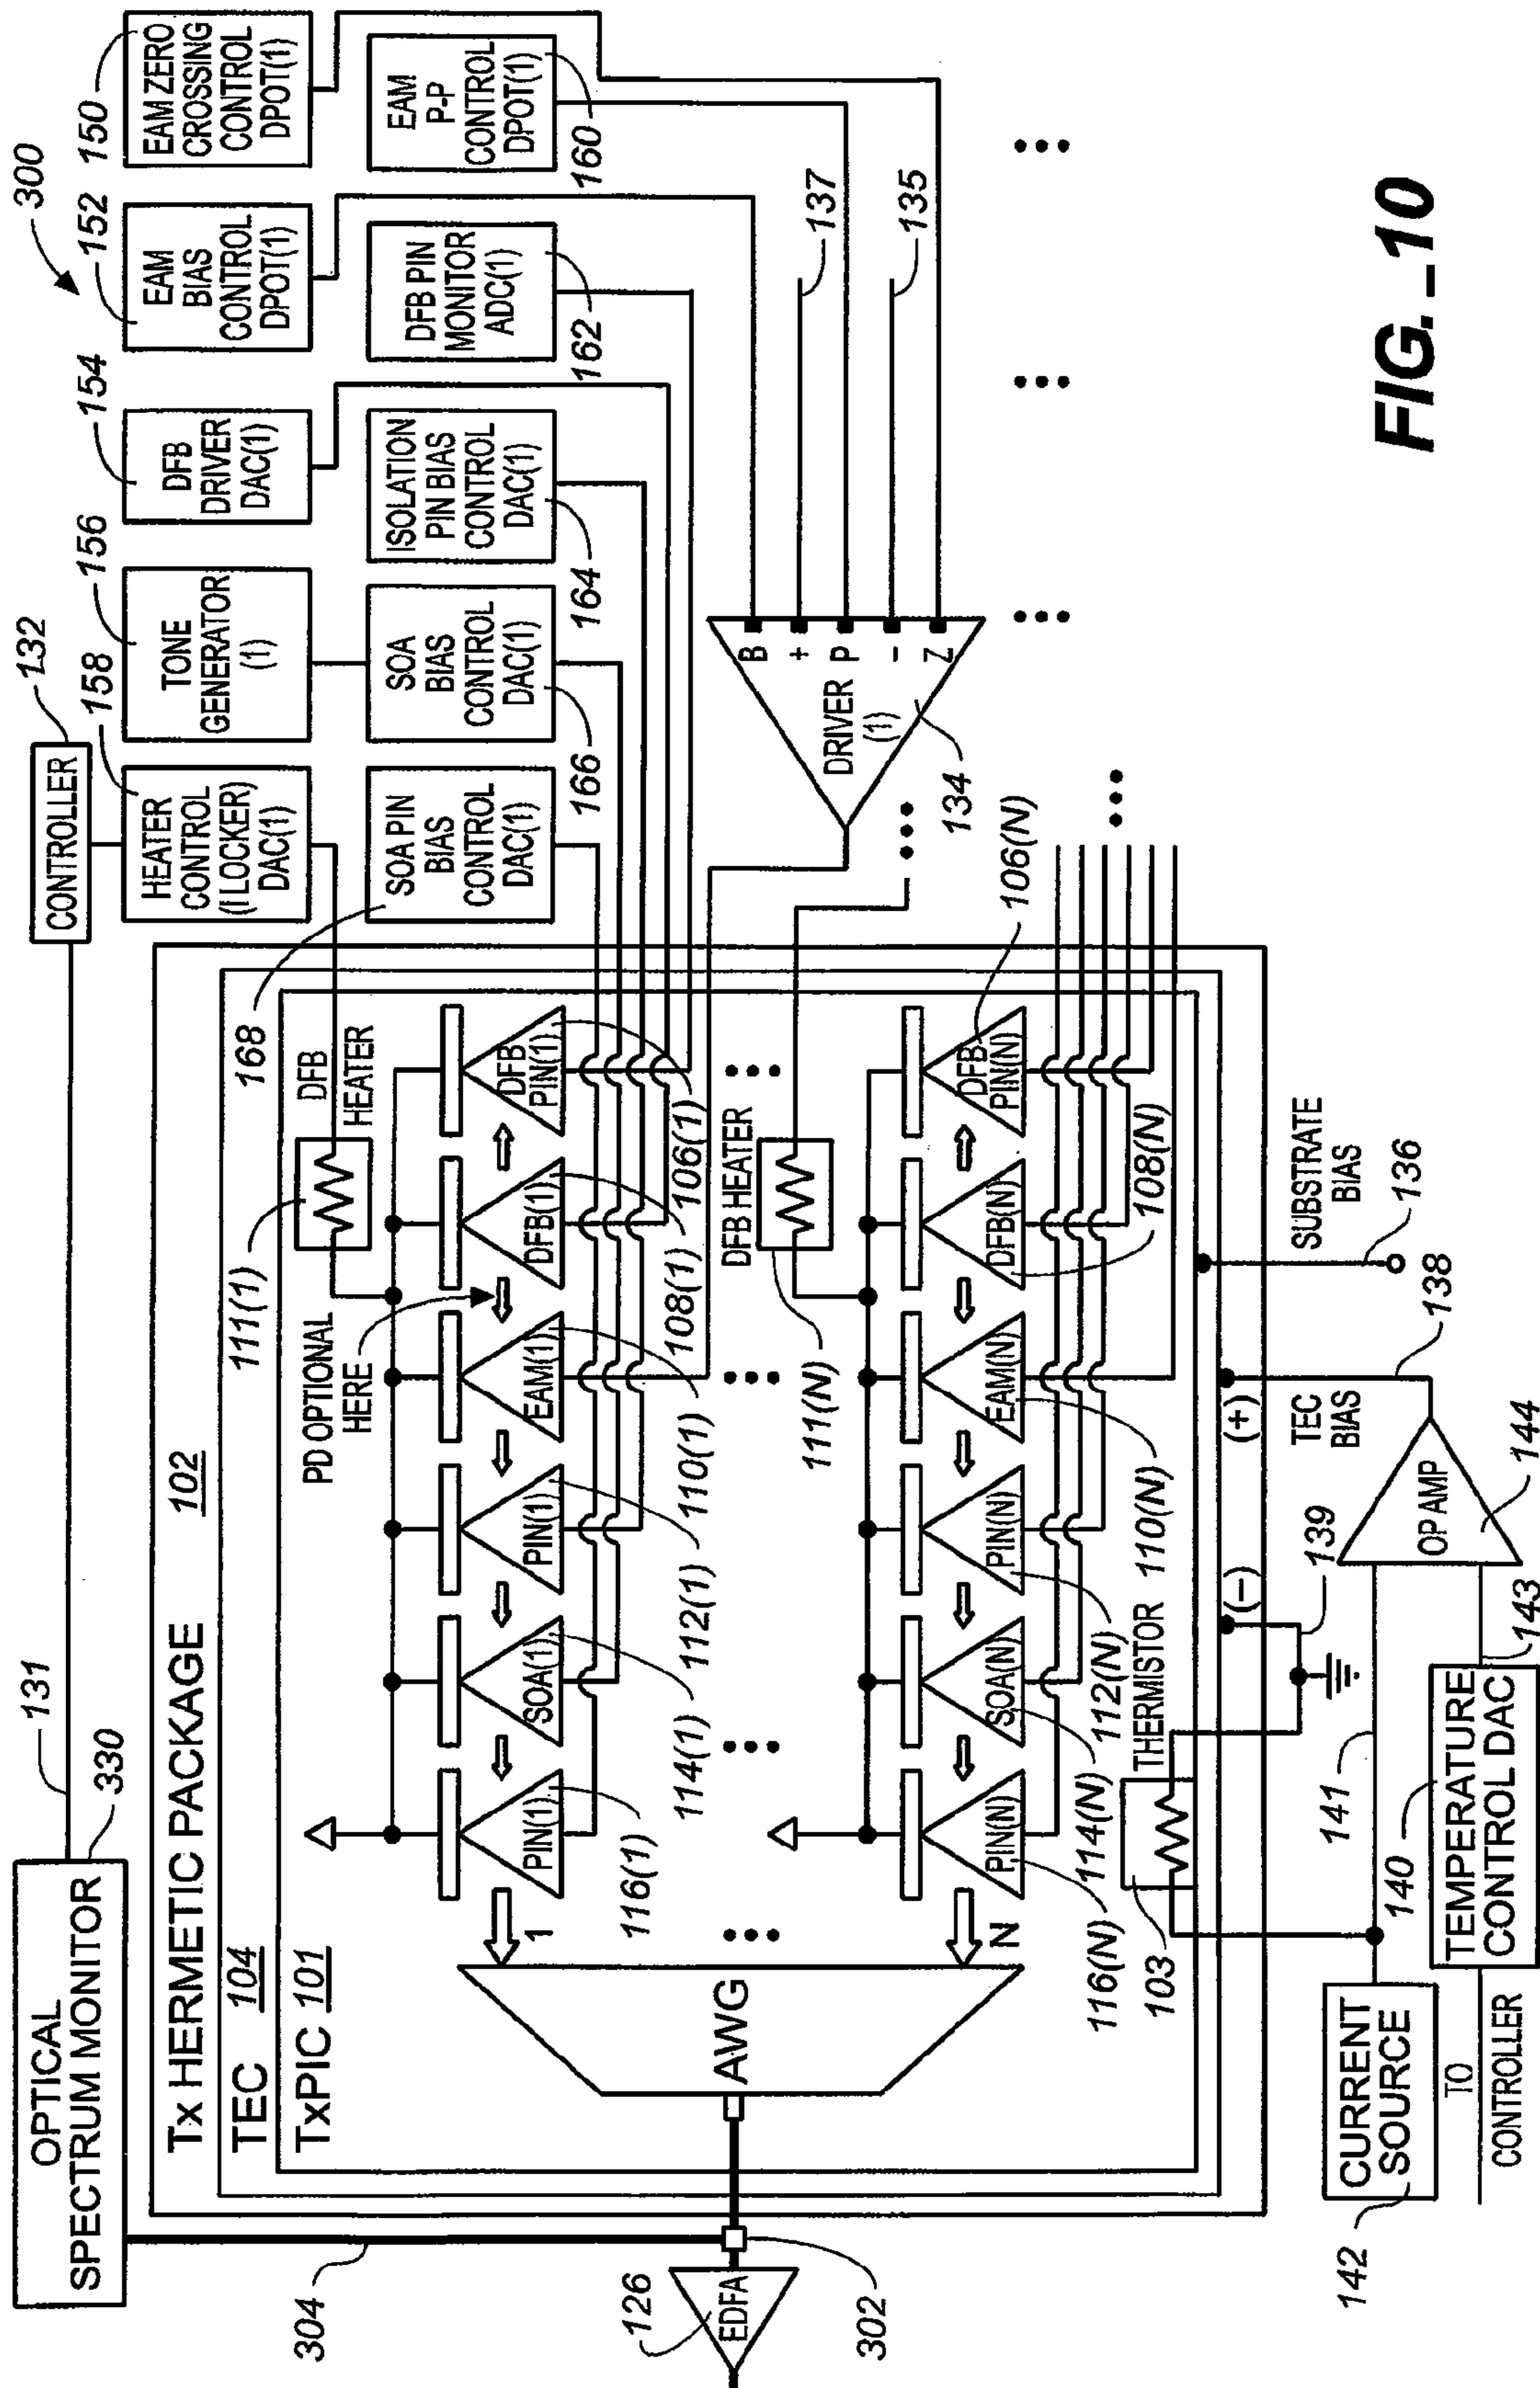 300
OPTICAL
SPECTRUM MONITOR
330
131
CONTROLLER
132
158
HEATER
CONTROL
(I LOCKER)
DAC(1)
156
TONE
GENERATOR
(1)
154
DFB
DRIVER
DAC(1)
152
EAM
BIAS
CONTROL
DPOT(1)
150
EAM ZERO
CROSSING
CONTROL
DPOT(1)
168
SOA PIN
BIAS
CONTROL
DAC(1)
166
SOA
BIAS
CONTROL
DAC(1)
164
ISOLATION
PIN BIAS
CONTROL
DAC(1)
162
DFB PIN
MONITOR
ADC(1)
160
EAM
P-P
CONTROL
DPOT(1)
304
Tx HERMETIC PACKAGE 102
TEC 104
TxPIC 101
111(1)
DFB
HEATER
PD OPTIONAL
HERE
PIN(1)
SOA(1)
PIN(1)
EAM(1)
DFB(1)
DFB
PIN(1)
1
116(1)
114(1)
112(1)
110(1)
108(1)
106(1)
B
+
P
-
Z
DRIVER
(1)
134
137
135
126
EDFA
302
AWG
DFB HEATER
111(N)
PIN(N)
SOA(N)
PIN(N)
EAM(N)
DFB(N)
DFB
PIN(N)
106(N)
N
116(N)
114(N)
112(N)
110(N)
108(N)
103
THERMISTOR
(-)
(+)
139
TEC
BIAS
138
SUBSTRATE
BIAS
136
142
CURRENT
SOURCE
141
140
TEMPERATURE
CONTROL DAC
143
OP AMP
144
TO
CONTROLLER
FIG._10